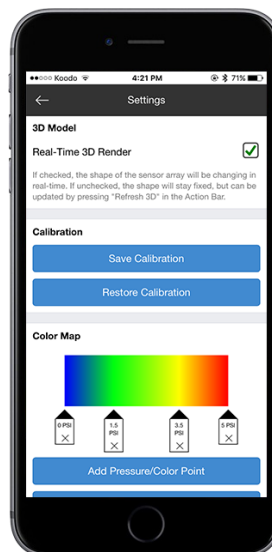 ●●○○○ Koodo 4:21 PM 71%
Settings
3D Model
Real-Time 3D Render
If checked, the shape of the sensor array will be changing in
real-time. If unchecked, the shape will stay fixed, but can be
updated by pressing "Refresh 3D" in the Action Bar.
Calibration
Save Calibration
Restore Calibration
Color Map
0 PSI 1.5 PSI 3.5 PSI 5 PSI
Add Pressure/Color Point